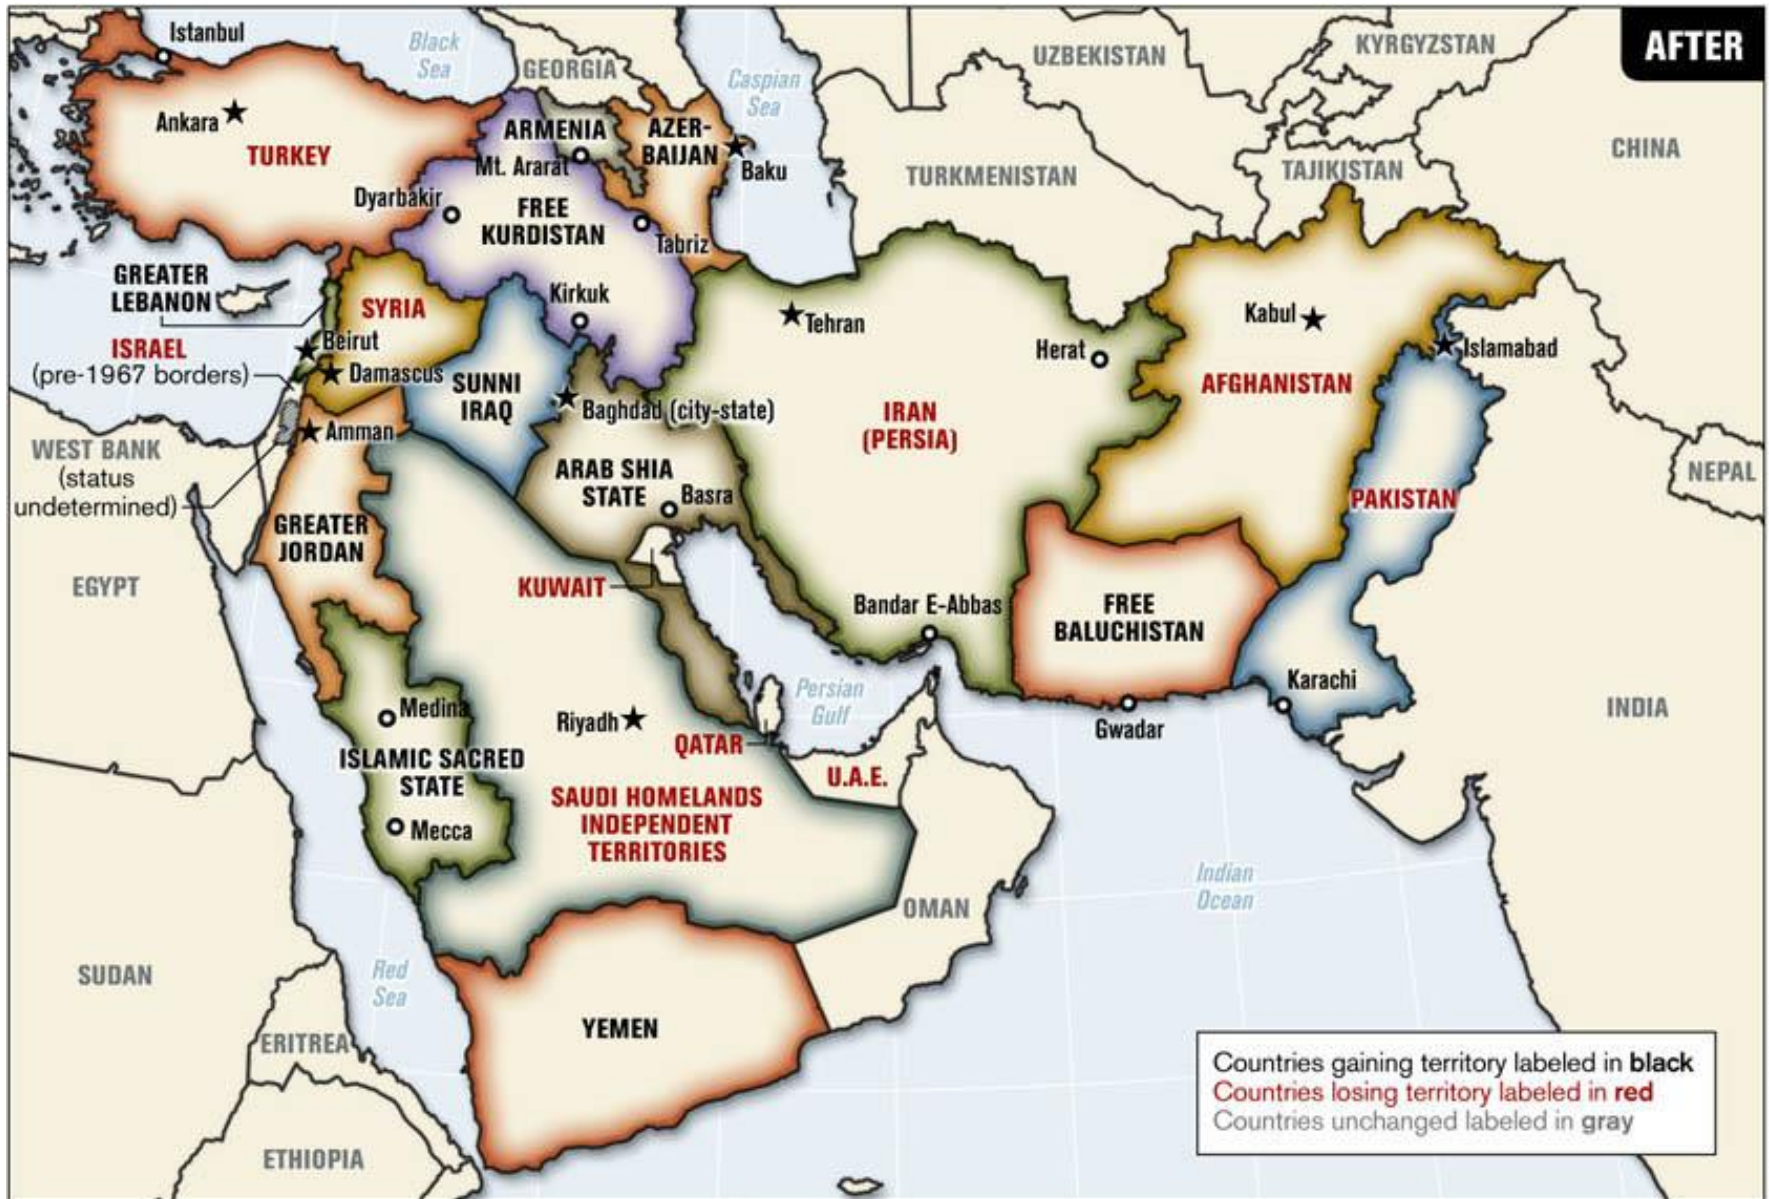 AFTER
Istanbul
Black
Sea
GEORGIA
Caspian
Sea
UZBEKISTAN
KYRGYZSTAN
Ankara
TURKEY
ARMENIA
AZER-
BAIJAN
Mt. Ararat
Baku
TURKMENISTAN
TAJIKISTAN
CHINA
Dyarbakir
FREE
KURDISTAN
Tabriz
GREATER
LEBANON
SYRIA
Kirkuk
Tehran
Herat
Kabul
Islamabad
ISRAEL
(pre-1967 borders)
Beirut
Damascus
SUNNI
IRAQ
Baghdad (city-state)
IRAN
(PERSIA)
AFGHANISTAN
WEST BANK
(status
undetermined)
Amman
ARAB SHIA
STATE
Basra
PAKISTAN
NEPAL
GREATER
JORDAN
EGYPT
KUWAIT
Bandar E-Abbas
FREE
BALUCHISTAN
Karachi
Gwadar
INDIA
Medina
Riyadh
Persian
Gulf
QATAR
U.A.E.
ISLAMIC SACRED
STATE
Mecca
SAUDI HOMELANDS
INDEPENDENT
TERRITORIES
OMAN
Indian
Ocean
SUDAN
Red
Sea
YEMEN
ERITREA
ETHIOPIA
Countries gaining territory labeled in black
Countries losing territory labeled in red
Countries unchanged labeled in gray